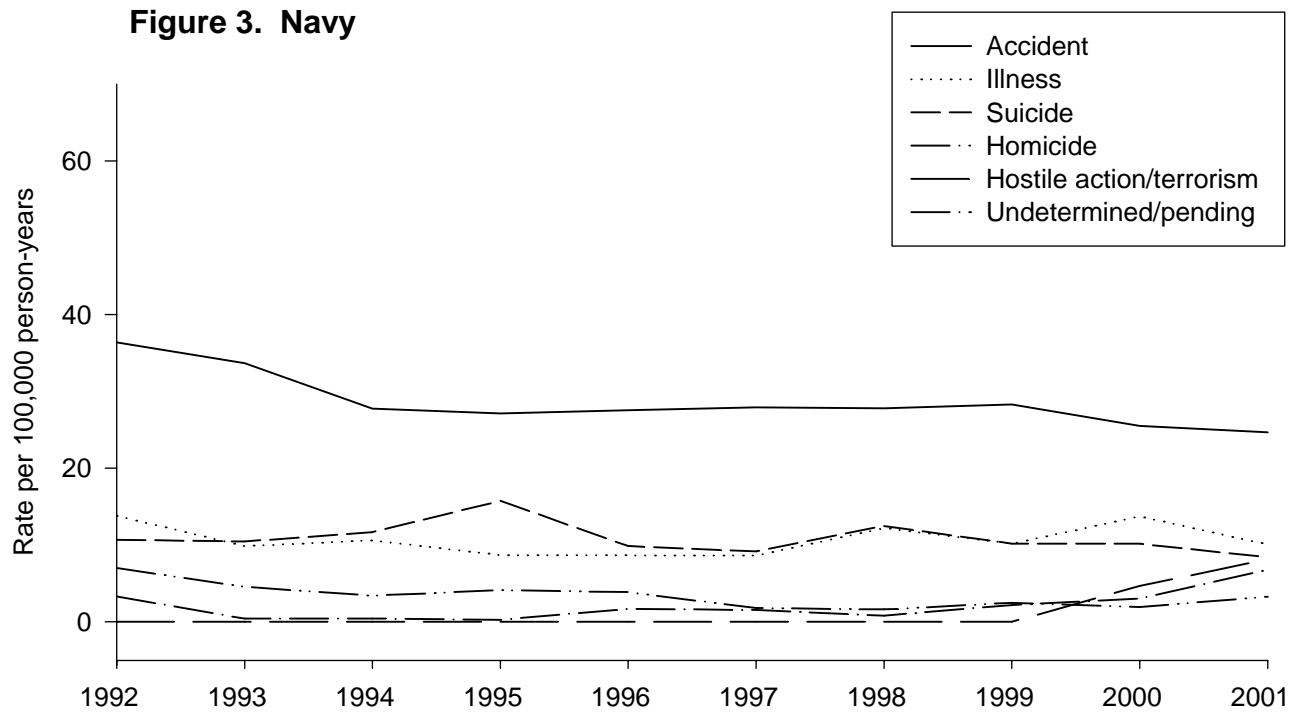 Figure 3. Navy
Accident
Illness
Suicide
Homicide
Hostile action/terrorism
Undetermined/pending
Rate per 100,000 person-years
60
40
20
0
1992 1993 1994 1995 1996 1997 1998 1999 2000 2001